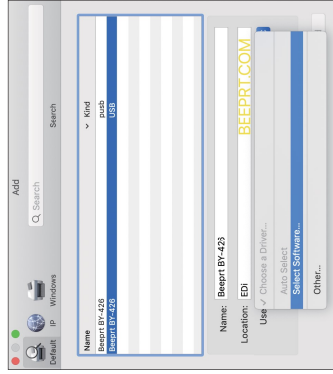 Add
Search
Default
IP
Windows
Search
Name
Kind
Beeprt BY-426
pusb
Beeprt BY-426
USB
Name: Beeprt BY-426
Location: EDi
BEEPRT.COM
Use ✓ Choose a Driver...
Auto Select
Select Software...
Other...